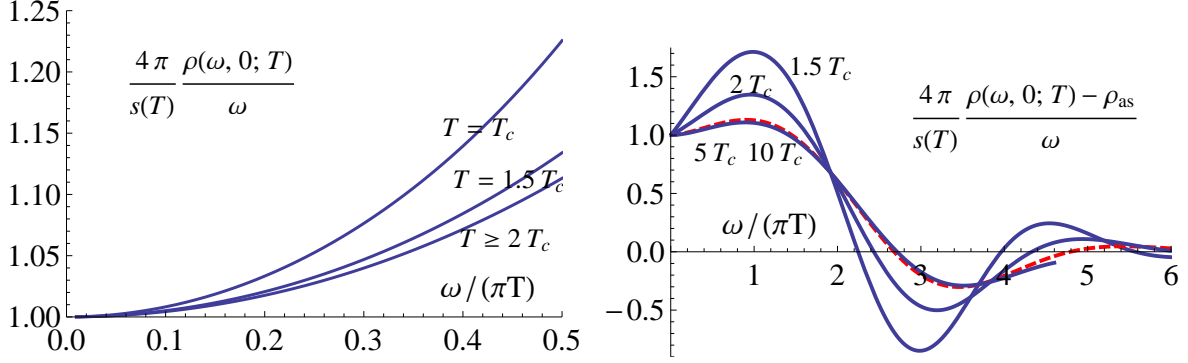 1.25
1.20
1.15
1.10
1.05
1.00
0.0 0.1 0.2 0.3 0.4 0.5
4 π ρ(ω, 0; T)
s(T) ω
T = T_c
T = 1.5 T_c
T ≥ 2 T_c
ω / (πT)
1.5
1.0
0.5
0.0
−0.5
1 2 3 4 5 6
1.5 T_c
2 T_c
5 T_c 10 T_c
4 π ρ(ω, 0; T) − ρ_as
s(T) ω
ω / (πT)